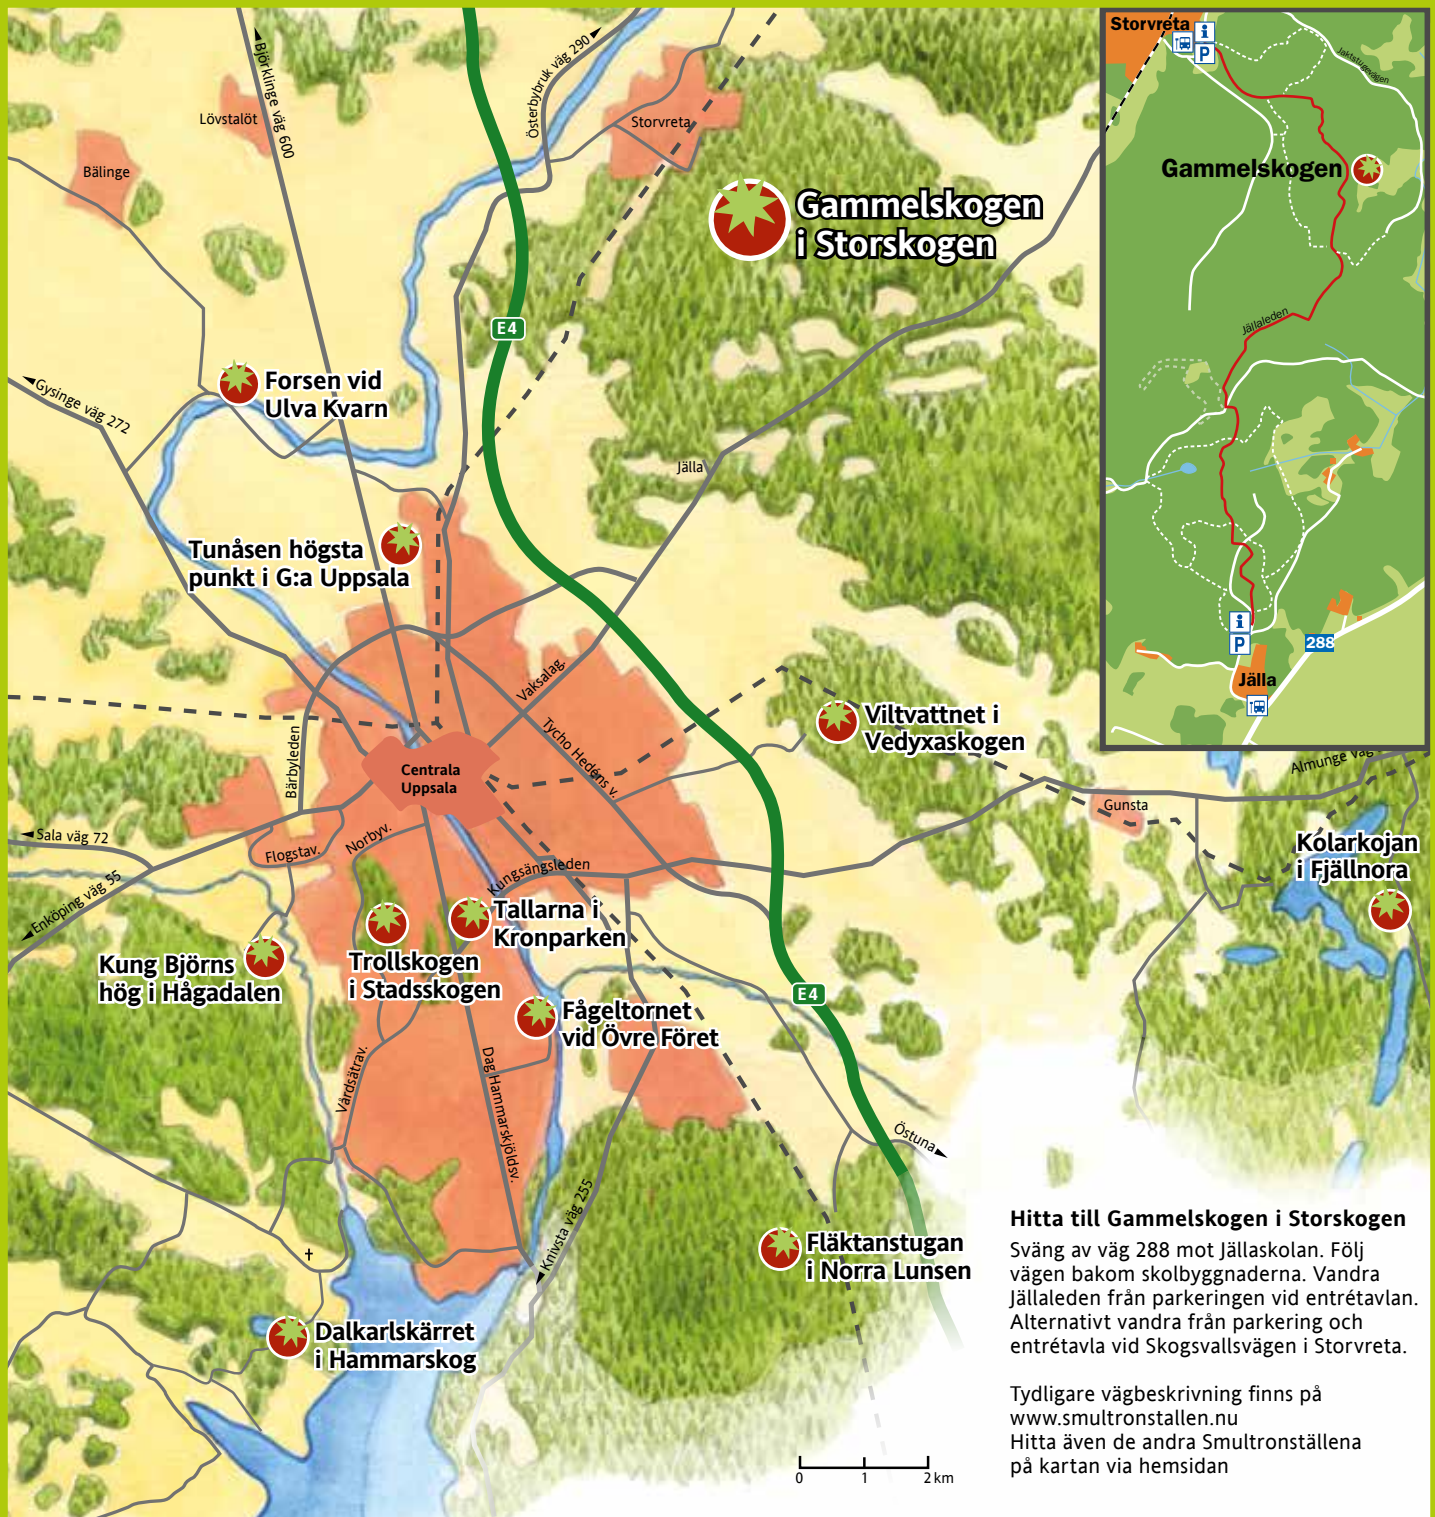 Björklinge väg 600
Österbybruk väg 290
Lövstalöt
Storvreta
Bälinge
Gammelskogen
i Storskogen
E4
Forsen vid
Ulva Kvarn
Gysinge väg 272
Jälla
Tunåsen högsta
punkt i G:a Uppsala
Vaksalag.
Tycho Hedéns v.
Bärbyleden
Centrala
Uppsala
Viltvattnet i
Vedyxaskogen
Almunge väg
Gunsta
Sala väg 72
Flogstav.
Norbyv.
Kungsängsleden
Enköping väg 55
Kolarkojan
i Fjällnora
Tallarna i
Kronparken
Kung Björns
hög i Hågadalen
Trollskogen
i Stadsskogen
E4
Fågeltornet
vid Övre Föret
Vårdsätrav.
Dag Hammarskjöldsv.
Östuna
Knivsta väg 255
Fläktanstugan
i Norra Lunsen
Dalkarlskärret
i Hammarskog
0 1 2 km
Storvreta
i
P
Jaktstugevägen
Gammelskogen
Jällaleden
i
P
288
Jälla
Hitta till Gammelskogen i Storskogen
Sväng av väg 288 mot Jällaskolan. Följ
vägen bakom skolbyggnaderna. Vandra
Jällaleden från parkeringen vid entrétavlan.
Alternativt vandra från parkering och
entrétavla vid Skogsvallsvägen i Storvreta.
Tydligare vägbeskrivning finns på
www.smultronstallen.nu
Hitta även de andra Smultronställena
på kartan via hemsidan